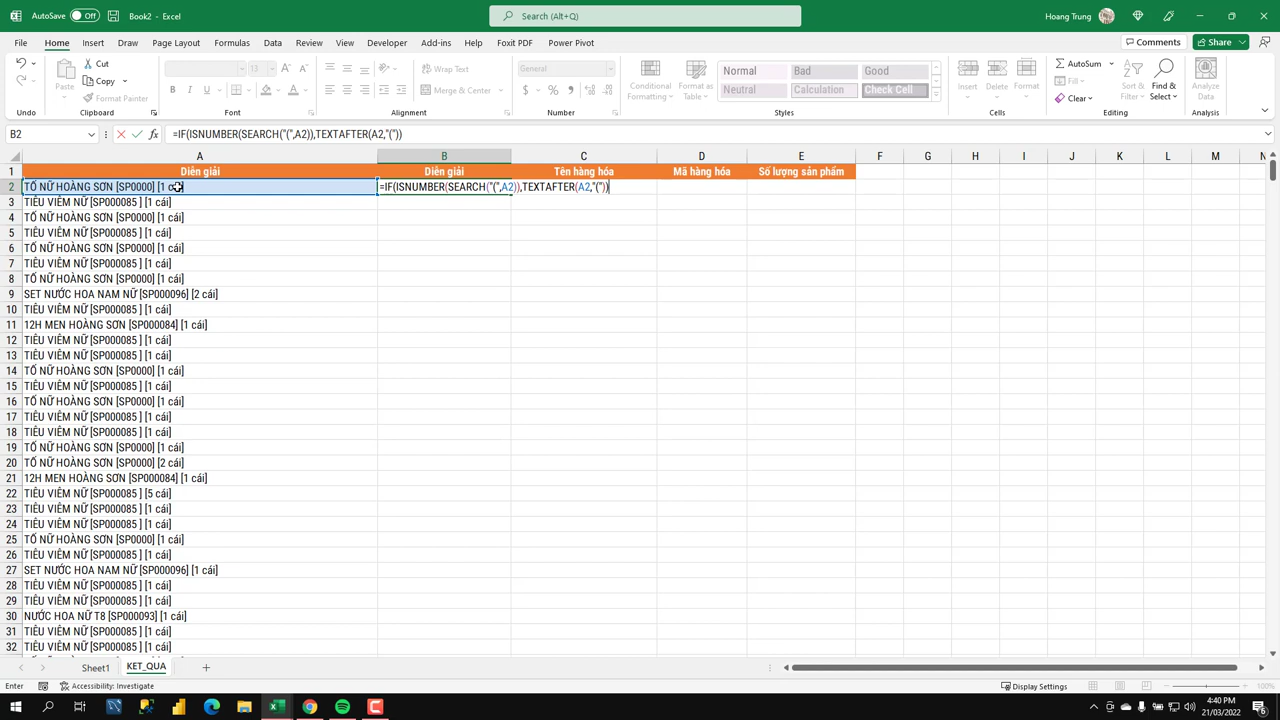 AutoSave Off Book2 - Excel Search (Alt+Q) Hoang Trung
File Home Insert Draw Page Layout Formulas Data Review View Developer Add-ins Help Foxit PDF Power Pivot Comments Share
Cut
Copy
Format Painter
Paste
Wrap Text
Merge & Center
General
Conditional Formatting
Format as Table
Normal Bad Good
Neutral Calculation Check Cell
Insert Delete Format
AutoSum
Fill
Clear
Sort & Filter
Find & Select
Analyze Data
Undo Clipboard Font Alignment Number Styles Cells Editing Analysis
B2 =IF(ISNUMBER(SEARCH("(",A2)),TEXTAFTER(A2,"("))
A B C D E F G H I J K L M N
1 Diễn giải Diễn giải Tên hàng hóa Mã hàng hóa Số lượng sản phẩm
2 TỐ NỮ HOÀNG SƠN [SP0000] [1 cái] =IF(ISNUMBER(SEARCH("(",A2)),TEXTAFTER(A2,"("))
3 TIÊU VIÊM NỮ [SP000085 ] [1 cái]
4 TỐ NỮ HOÀNG SƠN [SP0000] [1 cái]
5 TIÊU VIÊM NỮ [SP000085 ] [1 cái]
6 TỐ NỮ HOÀNG SƠN [SP0000] [1 cái]
7 TIÊU VIÊM NỮ [SP000085 ] [1 cái]
8 TỐ NỮ HOÀNG SƠN [SP0000] [1 cái]
9 SET NƯỚC HOA NAM NỮ [SP000096] [2 cái]
10 TIÊU VIÊM NỮ [SP000085 ] [1 cái]
11 12H MEN HOÀNG SƠN [SP000084] [1 cái]
12 TIÊU VIÊM NỮ [SP000085 ] [1 cái]
13 TIÊU VIÊM NỮ [SP000085 ] [1 cái]
14 TỐ NỮ HOÀNG SƠN [SP0000] [1 cái]
15 TIÊU VIÊM NỮ [SP000085 ] [1 cái]
16 TỐ NỮ HOÀNG SƠN [SP0000] [1 cái]
17 TIÊU VIÊM NỮ [SP000085 ] [1 cái]
18 TIÊU VIÊM NỮ [SP000085 ] [1 cái]
19 TỐ NỮ HOÀNG SƠN [SP0000] [1 cái]
20 TỐ NỮ HOÀNG SƠN [SP0000] [2 cái]
21 12H MEN HOÀNG SƠN [SP000084] [1 cái]
22 TIÊU VIÊM NỮ [SP000085 ] [5 cái]
23 TIÊU VIÊM NỮ [SP000085 ] [1 cái]
24 TIÊU VIÊM NỮ [SP000085 ] [1 cái]
25 TỐ NỮ HOÀNG SƠN [SP0000] [1 cái]
26 TIÊU VIÊM NỮ [SP000085 ] [1 cái]
27 SET NƯỚC HOA NAM NỮ [SP000096] [1 cái]
28 TIÊU VIÊM NỮ [SP000085 ] [1 cái]
29 TIÊU VIÊM NỮ [SP000085 ] [1 cái]
30 NƯỚC HOA NỮ T8 [SP000093] [1 cái]
31 TIÊU VIÊM NỮ [SP000085 ] [1 cái]
32 TIÊU VIÊM NỮ [SP000085 ] [1 cái]
Sheet1 KET_QUA
Enter Accessibility: Investigate Display Settings 100%
4:40 PM
21/03/2022